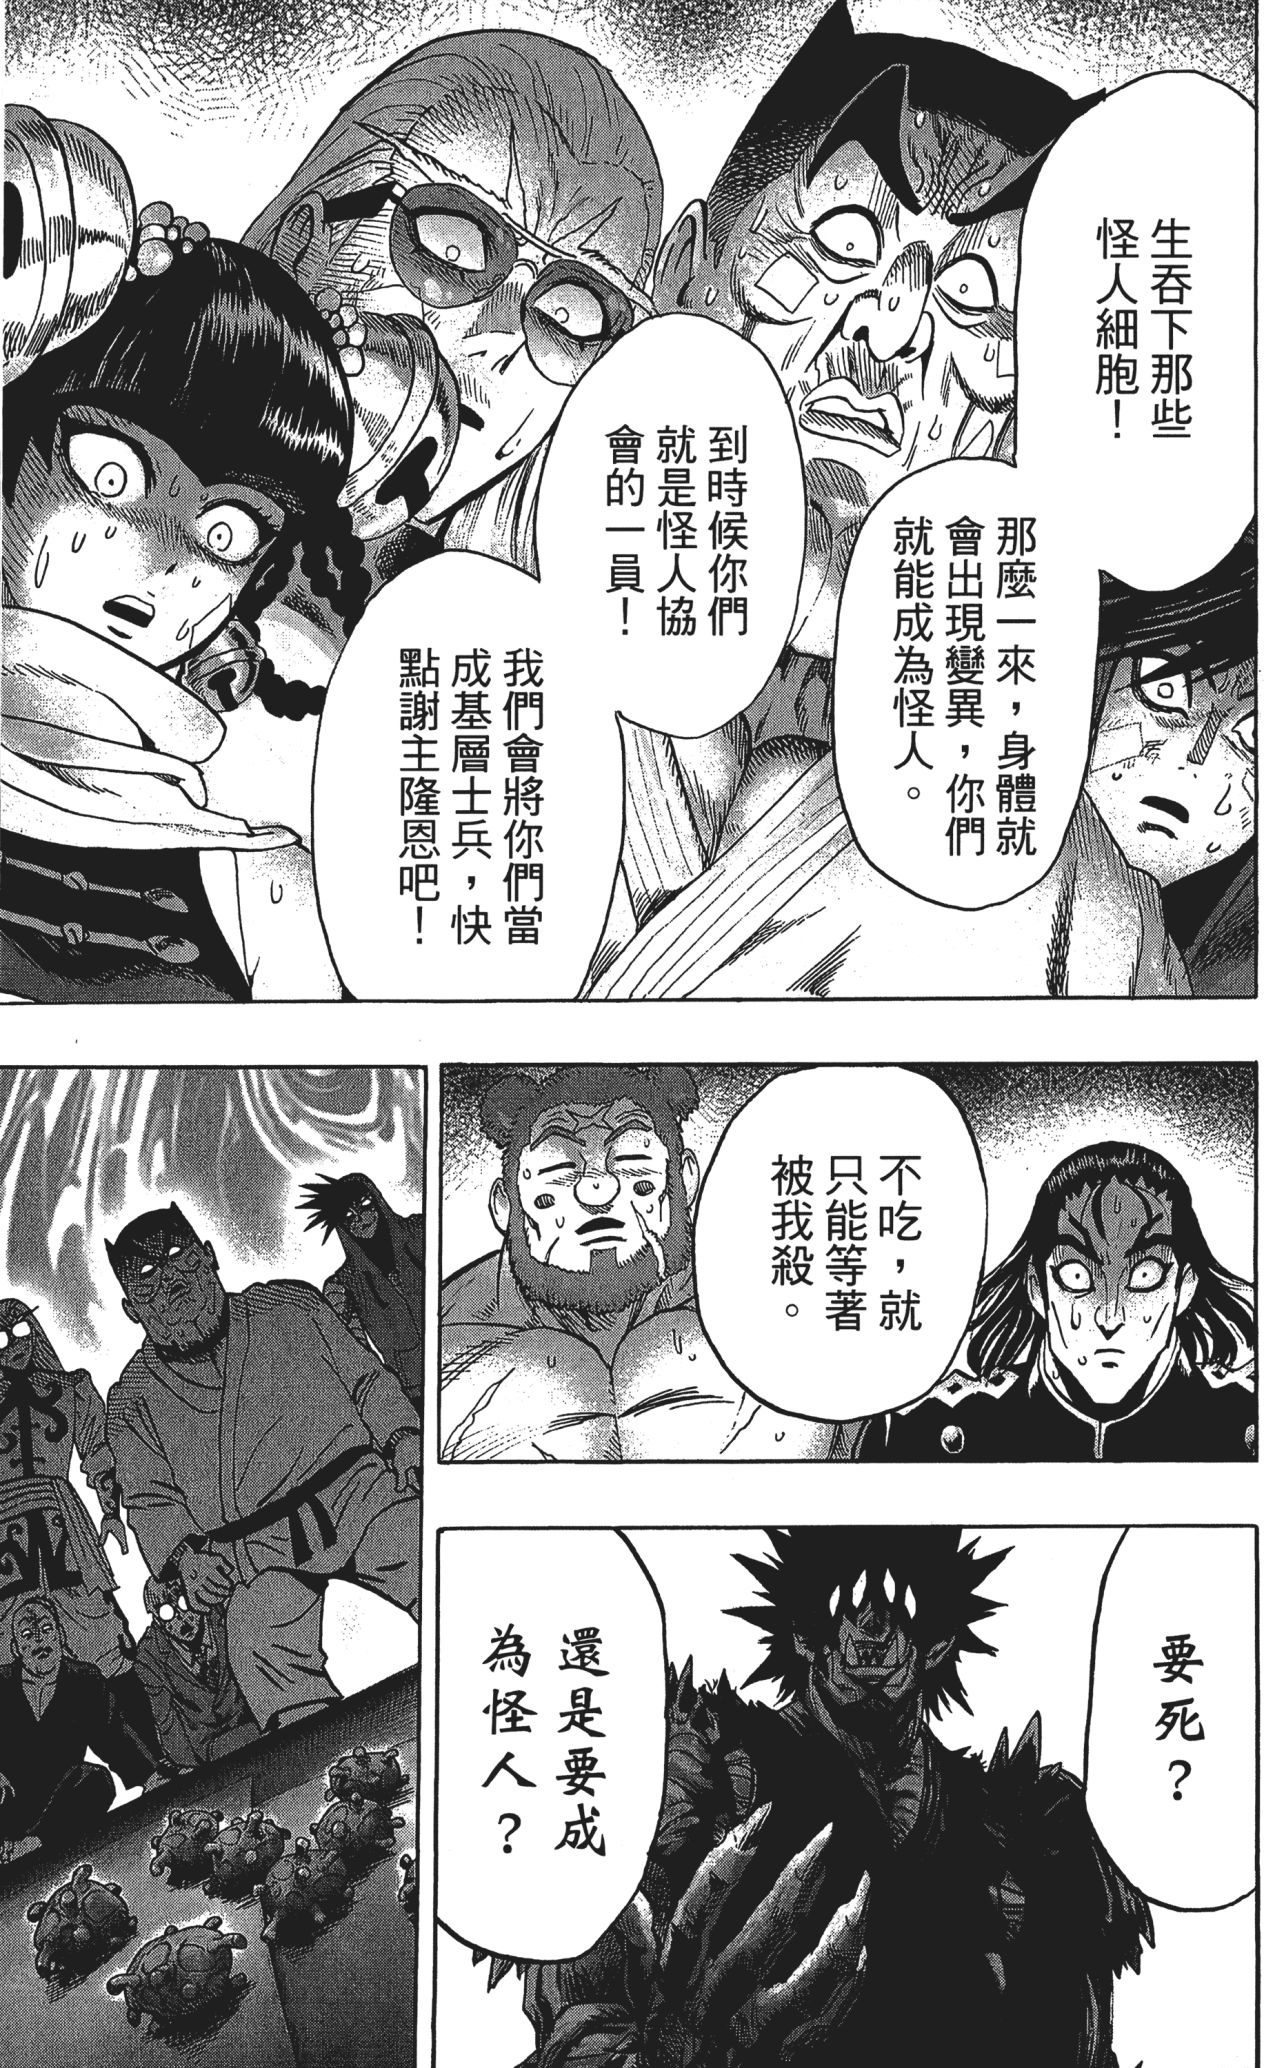 生吞下那些
怪人細胞！
那麼一來，身體就
會出現變異，你們
就能成為怪人。
到時候你們
就是怪人協
會的一員！
我們會將你們當
成基層士兵，快
點謝主隆恩吧！
不吃，就
只能等著
被我殺。
要死？
還是要成
為怪人？